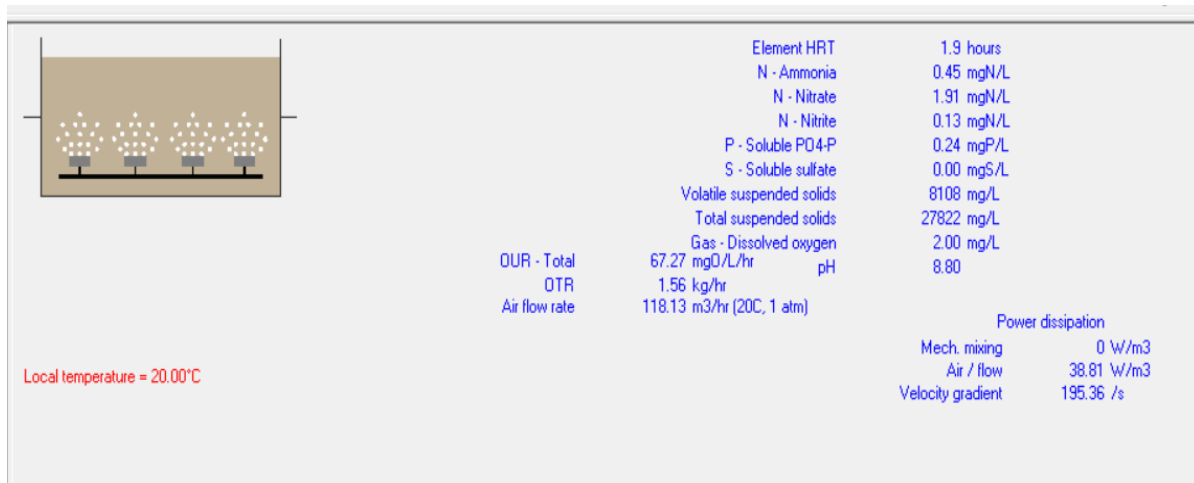 Element HRT 1.9 hours
N - Ammonia 0.45 mgN/L
N - Nitrate 1.91 mgN/L
N - Nitrite 0.13 mgN/L
P - Soluble PO4-P 0.24 mgP/L
S - Soluble sulfate 0.00 mgS/L
Volatile suspended solids 8108 mg/L
Total suspended solids 27822 mg/L
Gas - Dissolved oxygen 2.00 mg/L
OUR - Total 67.27 mgO/L/hr pH 8.80
OTR 1.56 kg/hr
Air flow rate 118.13 m3/hr (20C, 1 atm)
Power dissipation
Mech. mixing 0 W/m3
Air / flow 38.81 W/m3
Velocity gradient 195.36 /s
Local temperature = 20.00°C